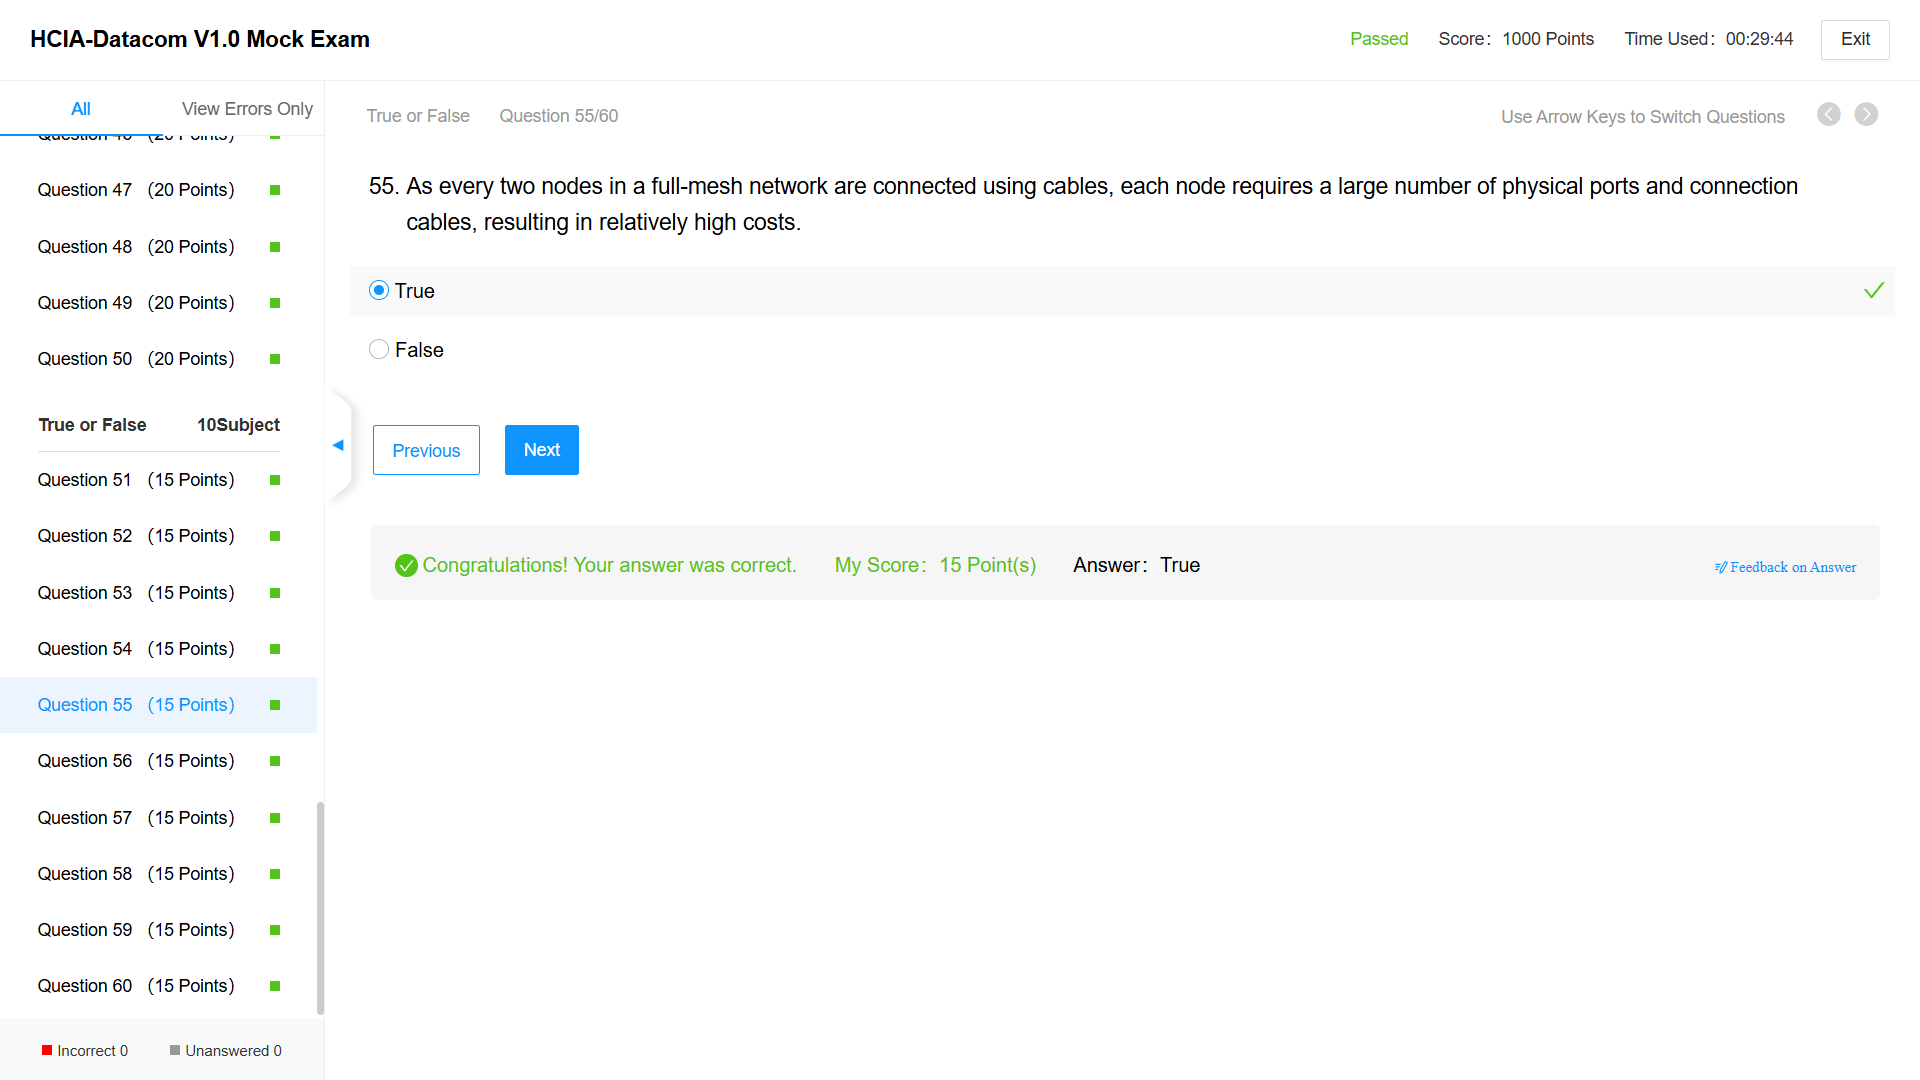 HCIA-Datacom V1.0 Mock Exam
Passed Score： 1000 Points Time Used： 00:29:44 Exit
All View Errors Only
True or False Question 55/60 Use Arrow Keys to Switch Questions
Question 46 （20 Points）
Question 47 （20 Points）
Question 48 （20 Points）
Question 49 （20 Points）
Question 50 （20 Points）
True or False 10Subject
Question 51 （15 Points）
Question 52 （15 Points）
Question 53 （15 Points）
Question 54 （15 Points）
Question 55 （15 Points）
Question 56 （15 Points）
Question 57 （15 Points）
Question 58 （15 Points）
Question 59 （15 Points）
Question 60 （15 Points）
Incorrect 0 Unanswered 0
55. As every two nodes in a full-mesh network are connected using cables, each node requires a large number of physical ports and connection
cables, resulting in relatively high costs.
True
False
Previous Next
Congratulations! Your answer was correct. My Score： 15 Point(s) Answer： True Feedback on Answer